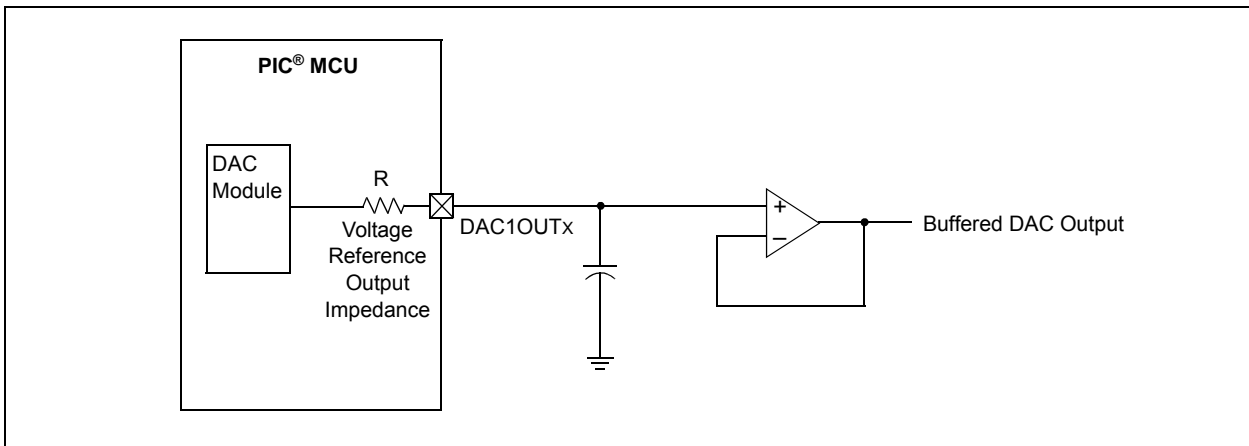 PIC® MCU
DAC
Module
R
Voltage
Reference
Output
Impedance
DAC1OUTX
+
–
Buffered DAC Output